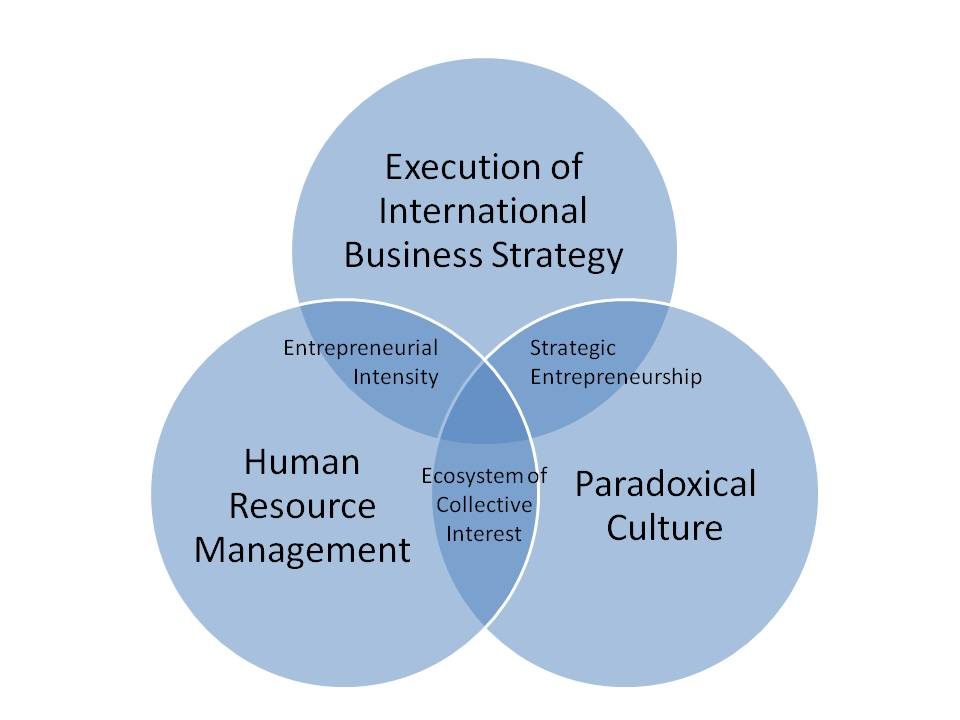 Execution of
International
Business Strategy
Entrepreneurial
Intensity
Strategic
Entrepreneurship
Human
Resource
Management
Ecosystem of
Collective
Interest
Paradoxical
Culture